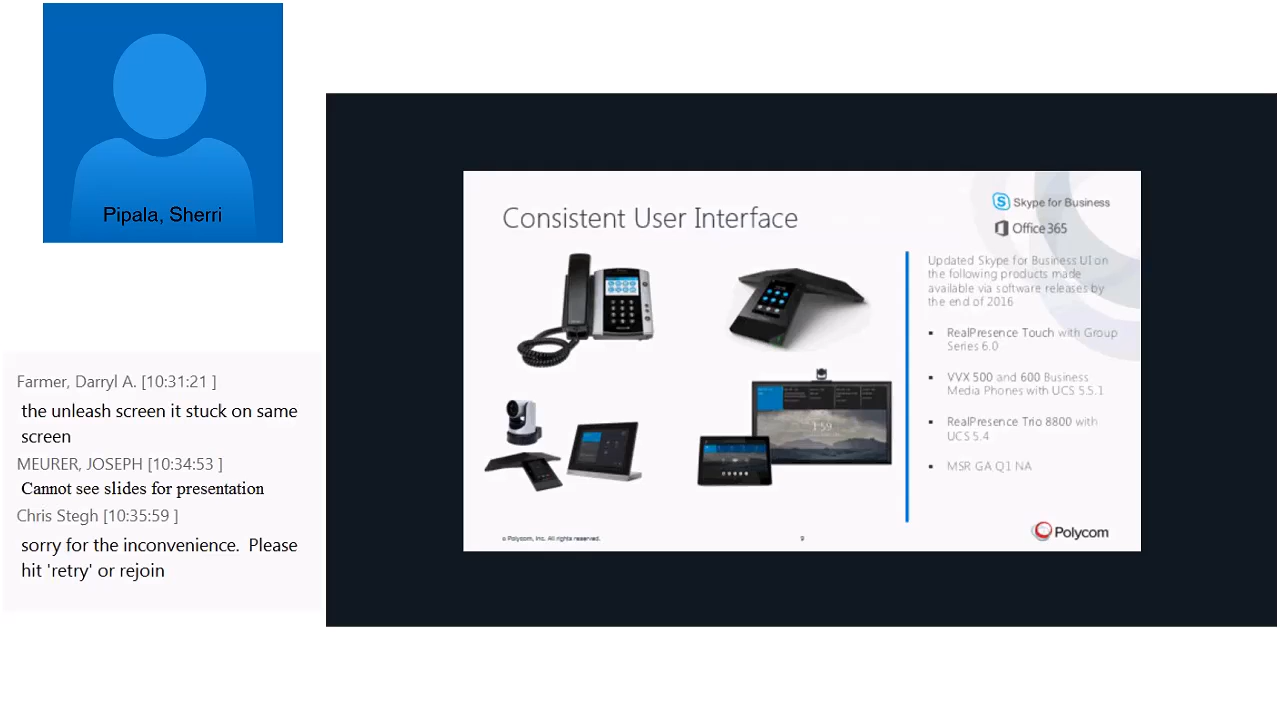 Pipala, Sherri
Farmer, Darryl A. [10:31:21 ]
the unleash screen it stuck on same
screen
MEURER, JOSEPH [10:34:53 ]
Cannot see slides for presentation
Chris Stegh [10:35:59 ]
sorry for the inconvenience.  Please
hit 'retry' or rejoin
Consistent User Interface
Skype for Business
Office 365
Updated Skype for Business UI on
the following products made
available via software releases by
the end of 2016
▪ RealPresence Touch with Group
Series 6.0
▪ VVX 500 and 600 Business
Media Phones with UCS 5.5.1
▪ RealPresence Trio 8800 with
UCS 5.4
▪ MSR GA Q1 NA
1:59
© Polycom, Inc. All rights reserved.
9
Polycom